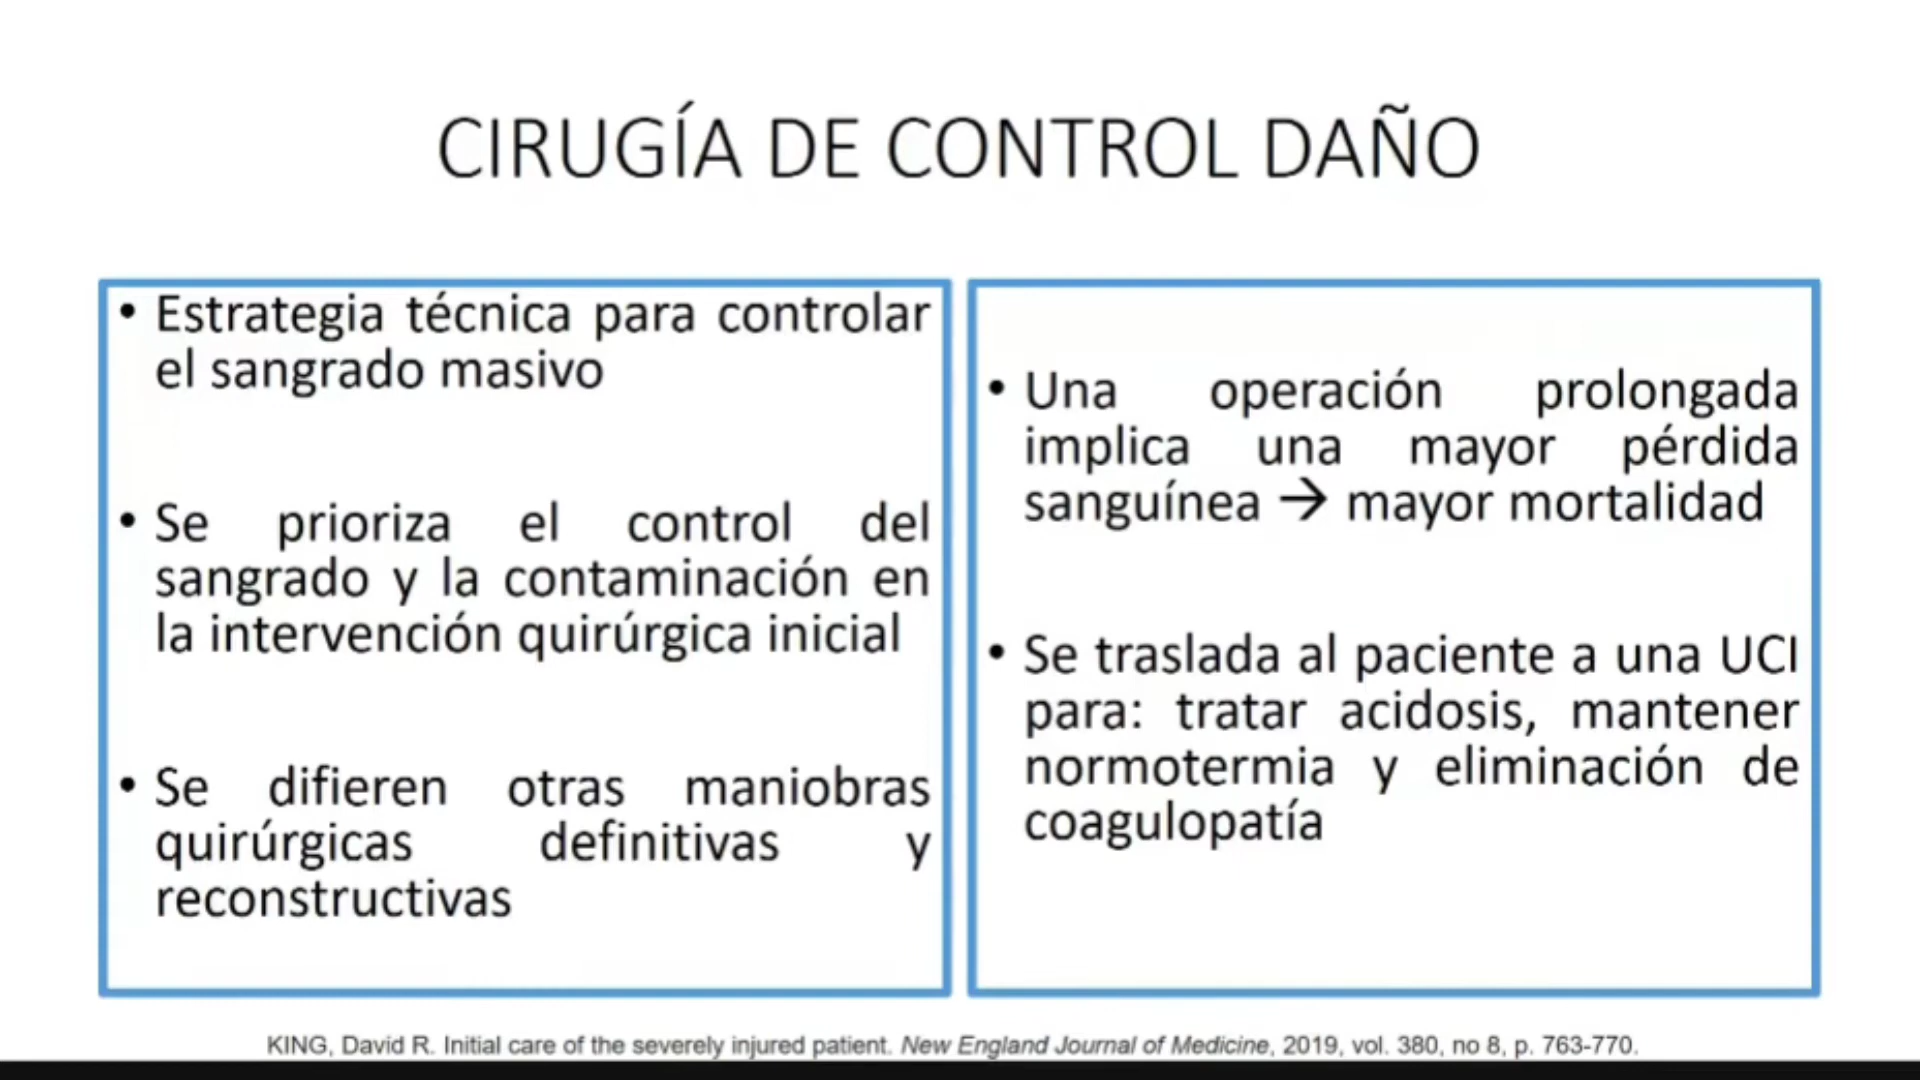 CIRUGÍA DE CONTROL DAÑO
• Estrategia técnica para controlar
el sangrado masivo
• Se prioriza el control del
sangrado y la contaminación en
la intervención quirúrgica inicial
• Se difieren otras maniobras
quirúrgicas definitivas y
reconstructivas
• Una operación prolongada
implica una mayor pérdida
sanguínea → mayor mortalidad
• Se traslada al paciente a una UCI
para: tratar acidosis, mantener
normotermia y eliminación de
coagulopatía
KING, David R. Initial care of the severely injured patient. New England Journal of Medicine, 2019, vol. 380, no 8, p. 763-770.